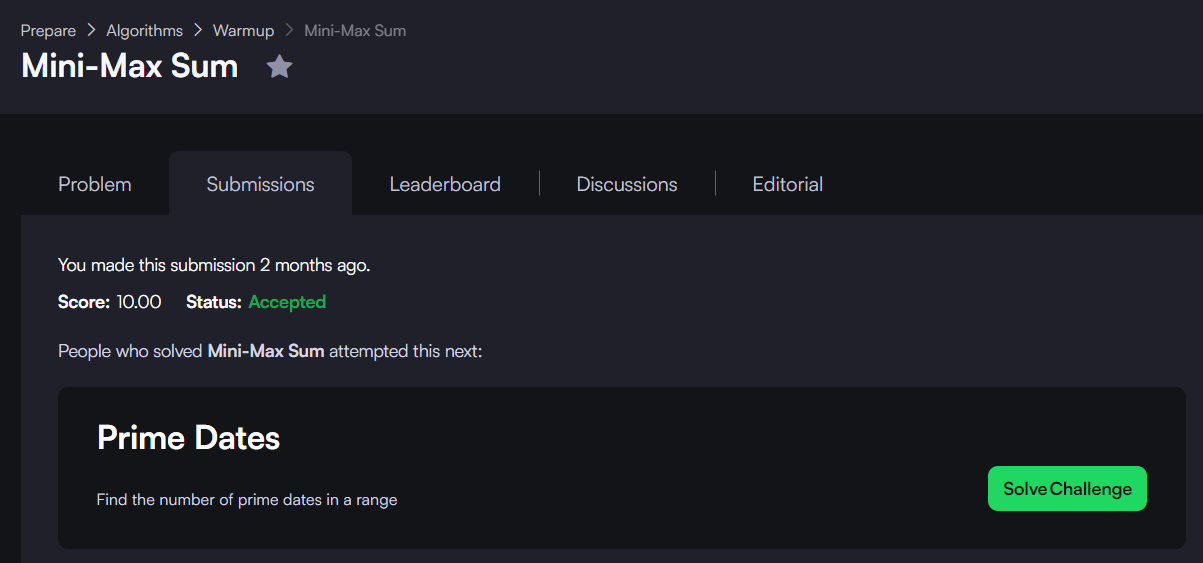 Prepare > Algorithms > Warmup > Mini-Max Sum
Mini-Max Sum
Problem Submissions Leaderboard Discussions Editorial
You made this submission 2 months ago.
Score: 10.00 Status: Accepted
People who solved Mini-Max Sum attempted this next:
Prime Dates
Solve Challenge
Find the number of prime dates in a range